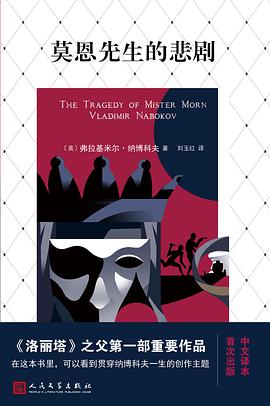 莫恩先生的悲剧
THE TRAGEDY OF MISTER MORN
VLADIMIR NABOKOV
〔美〕弗拉基米尔·纳博科夫 著 刘玉红 译
《洛丽塔》之父第一部重要作品
在这本书里,可以看到贯穿纳博科夫一生的创作主题
中文译本
首次出版
人民文学出版社
PEOPLE'S LITERATURE PUBLISHING HOUSE